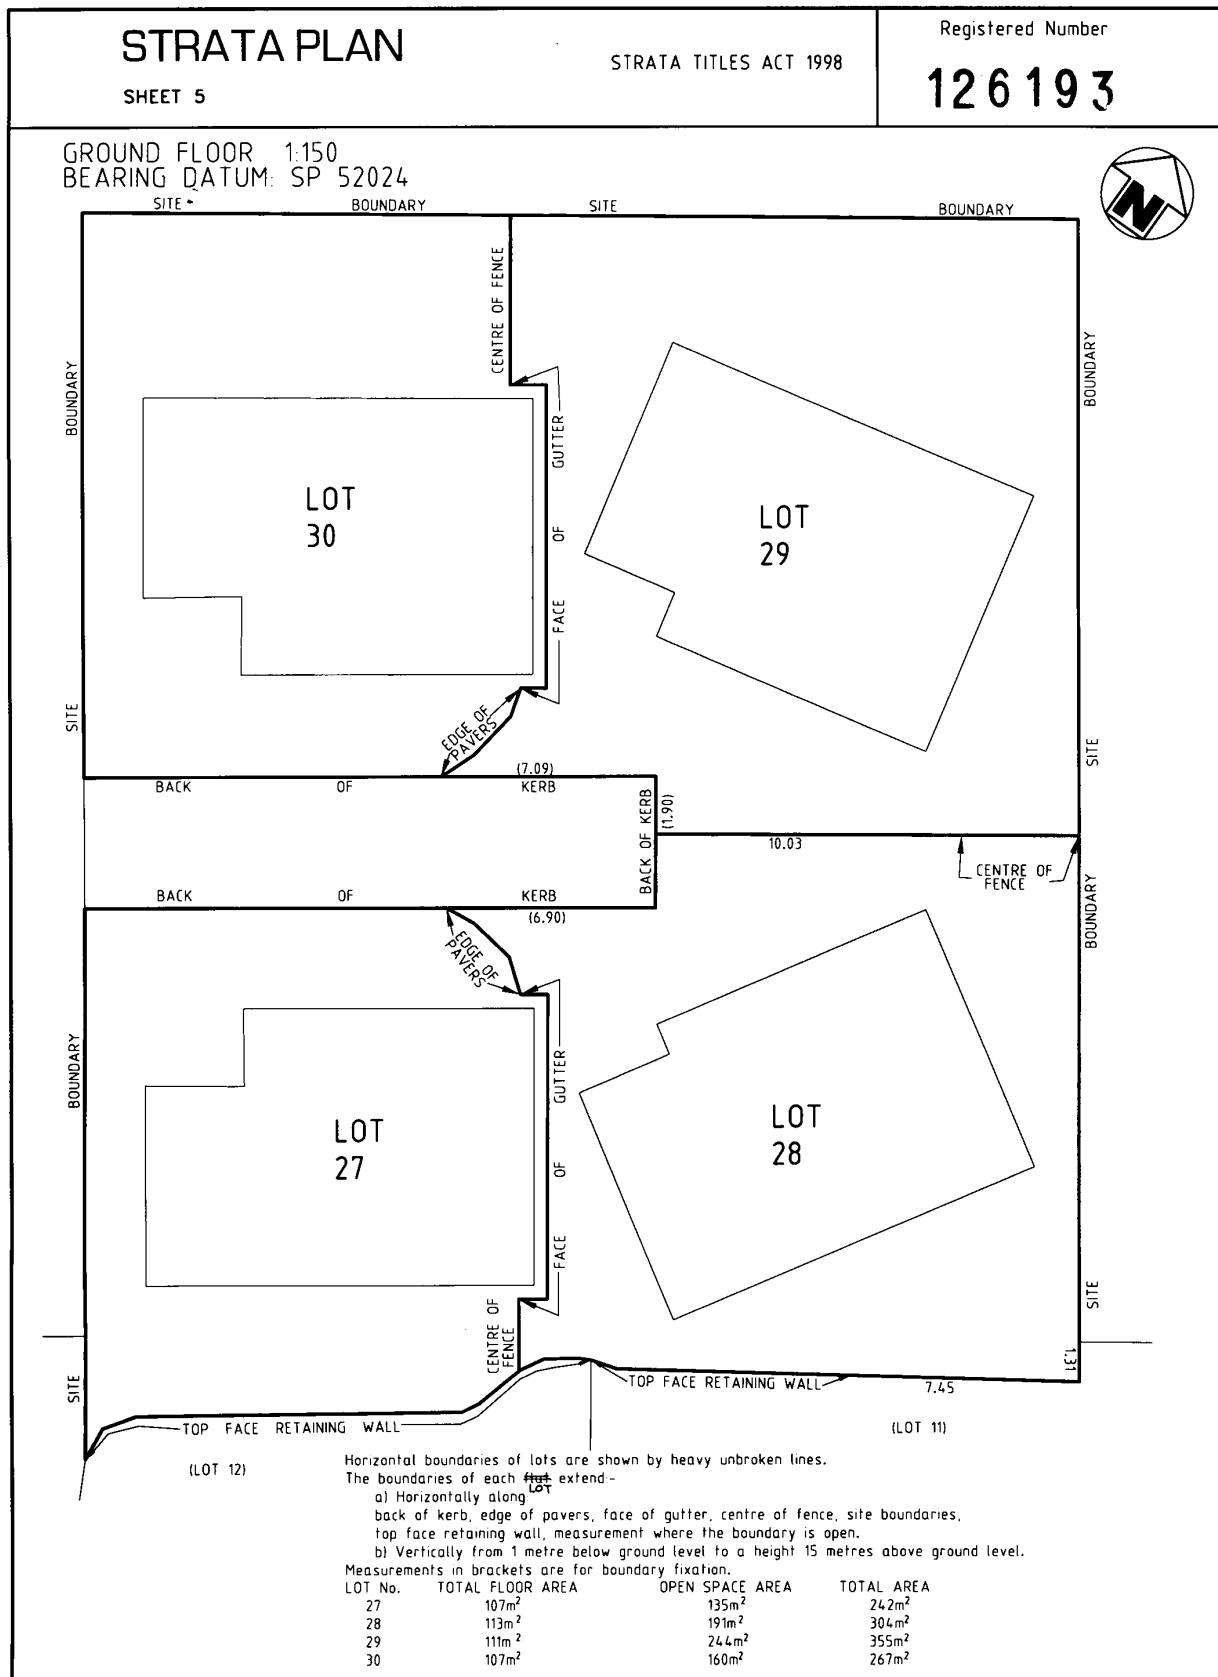 STRATA PLAN
SHEET 5
STRATA TITLES ACT 1998
Registered Number
126193
GROUND FLOOR 1:150
BEARING DATUM: SP 52024
SITE BOUNDARY SITE BOUNDARY
N
CENTRE OF FENCE
BOUNDARY
SITE
LOT
30
FACE OF GUTTER
LOT
29
BOUNDARY
SITE
EDGE OF
PAVERS
(7.09)
BACK OF KERB
BACK OF KERB
(1.90)
10.03
CENTRE OF
FENCE
BACK OF KERB
(6.90)
EDGE OF
PAVERS
BOUNDARY
SITE
LOT
27
FACE OF GUTTER
LOT
28
BOUNDARY
SITE
CENTRE OF
FENCE
1.31
TOP FACE RETAINING WALL
7.45
TOP FACE RETAINING WALL
(LOT 11)
(LOT 12)
Horizontal boundaries of lots are shown by heavy unbroken lines.
The boundaries of each flat extend:-
LOT
a) Horizontally along:
back of kerb, edge of pavers, face of gutter, centre of fence, site boundaries,
top face retaining wall, measurement where the boundary is open.
b) Vertically from 1 metre below ground level to a height 15 metres above ground level.
Measurements in brackets are for boundary fixation.
LOT No. TOTAL FLOOR AREA OPEN SPACE AREA TOTAL AREA
27 107m² 135m² 242m²
28 113m² 191m² 304m²
29 111m² 244m² 355m²
30 107m² 160m² 267m²